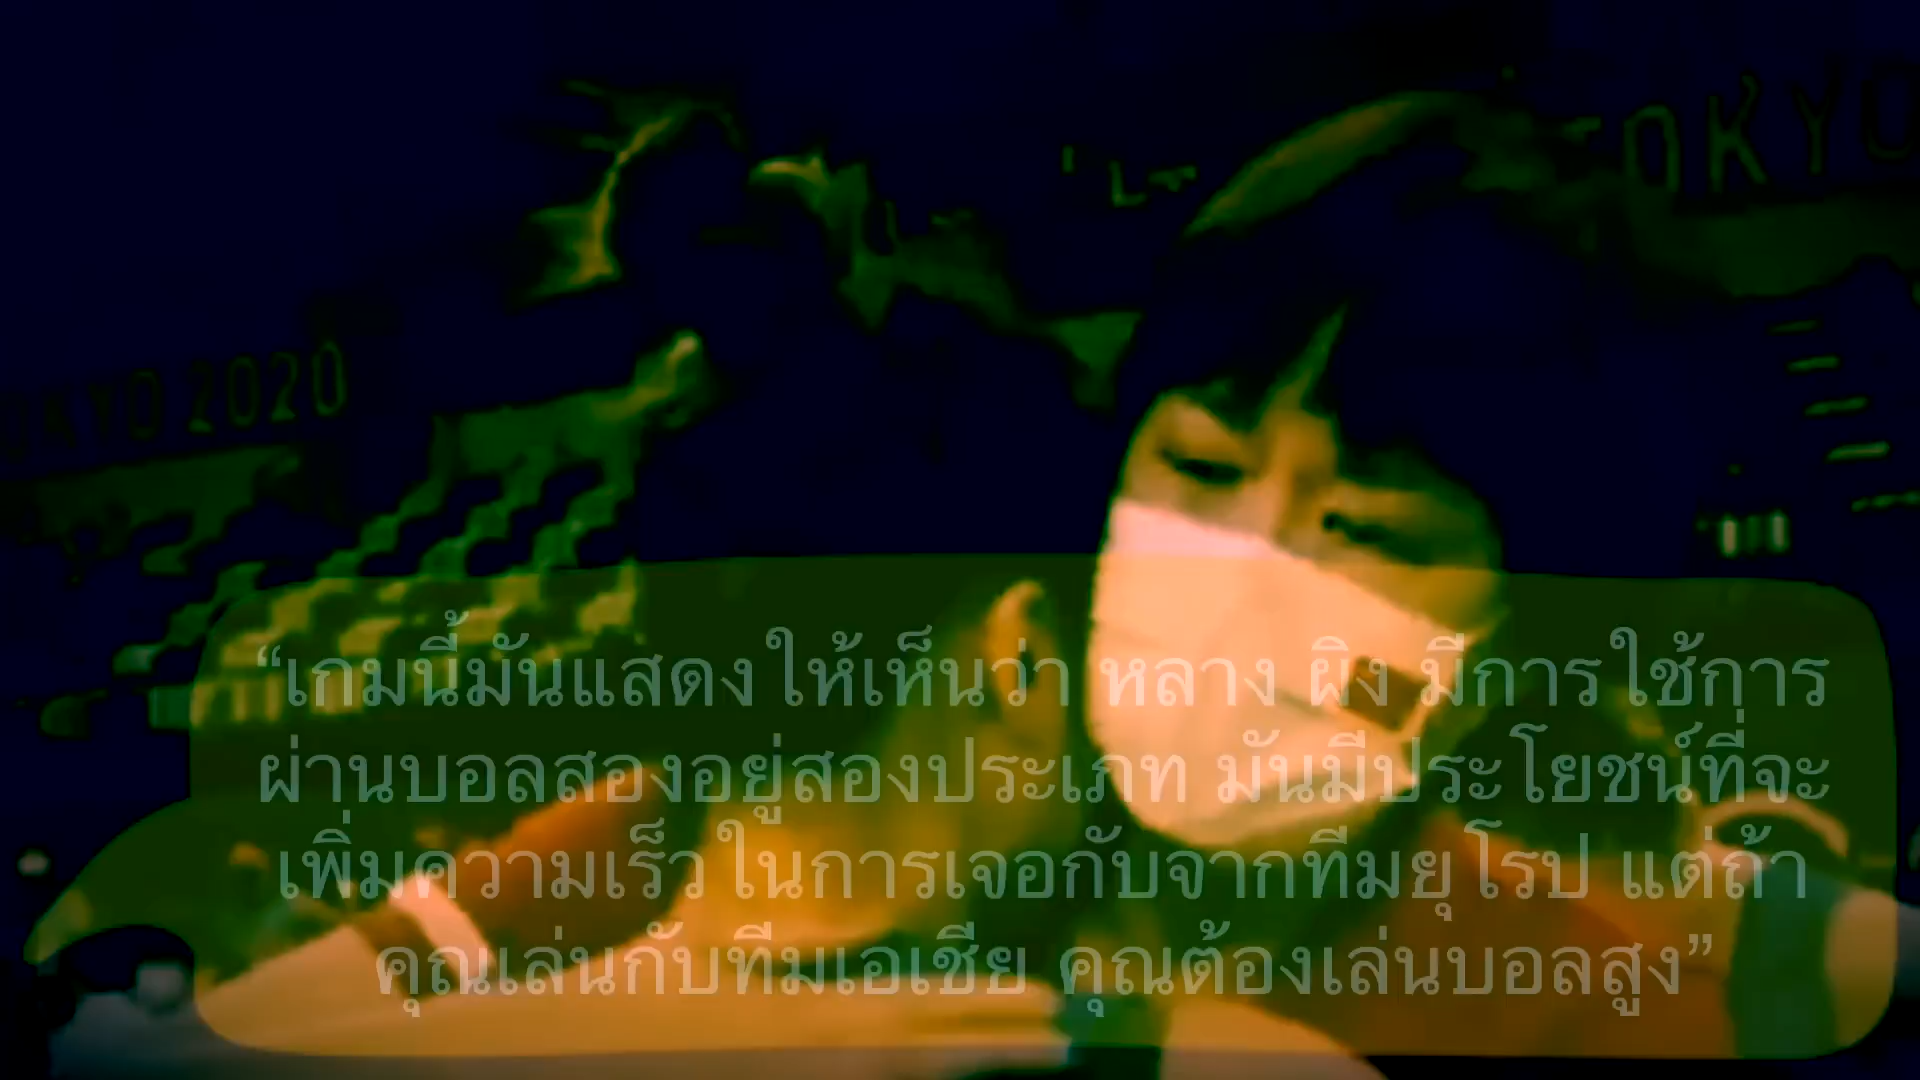 TOKYO
OKYO 2020
“เกมนี้มันแสดงให้เห็นว่า หลาง ผิง มีการใช้การ
ผ่านบอลสองอยู่สองประเภท มันมีประโยชน์ที่จะ
เพิ่มความเร็วในการเจอกับจากทีมยุโรป แต่ถ้า
คุณเล่นกับทีมเอเชีย คุณต้องเล่นบอลสูง”